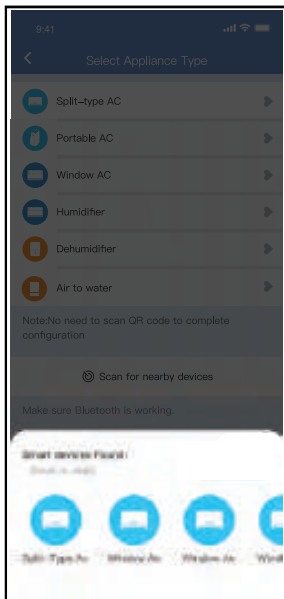 9:41
Select Appliance Type
Split-type AC
Portable AC
Window AC
Humidifier
Dehumidifier
Air to water
Note:No need to scan QR code to complete
configuration
Scan for nearby devices
Make sure Bluetooth is working.
Smart devices Found:
Split-Type Ac
Window Ac
Window Ac